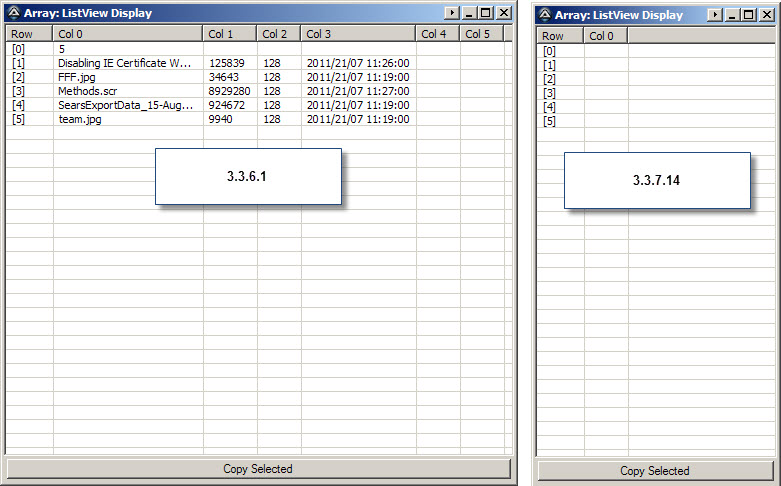 Array: ListView Display
Row Col 0 Col 1 Col 2 Col 3 Col 4 Col 5
[0] 5
[1] Disabling IE Certificate W... 125839 128 2011/21/07 11:26:00
[2] FFF.jpg 34643 128 2011/21/07 11:19:00
[3] Methods.scr 8929280 128 2011/21/07 11:27:00
[4] SearsExportData_15-Aug... 924672 128 2011/21/07 11:19:00
[5] team.jpg 9940 128 2011/21/07 11:19:00
3.3.6.1
Copy Selected
Array: ListView Display
Row Col 0
[0]
[1]
[2]
[3]
[4]
[5]
3.3.7.14
Copy Selected